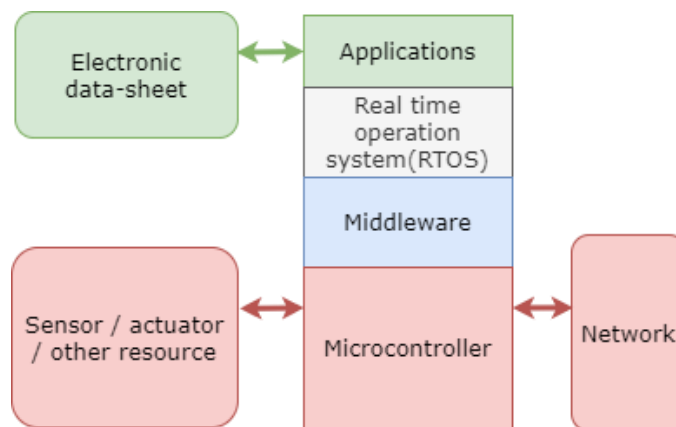 Electronic
data-sheet
Applications
Real time
operation
system(RTOS)
Middleware
Sensor / actuator
/ other resource
Microcontroller
Network